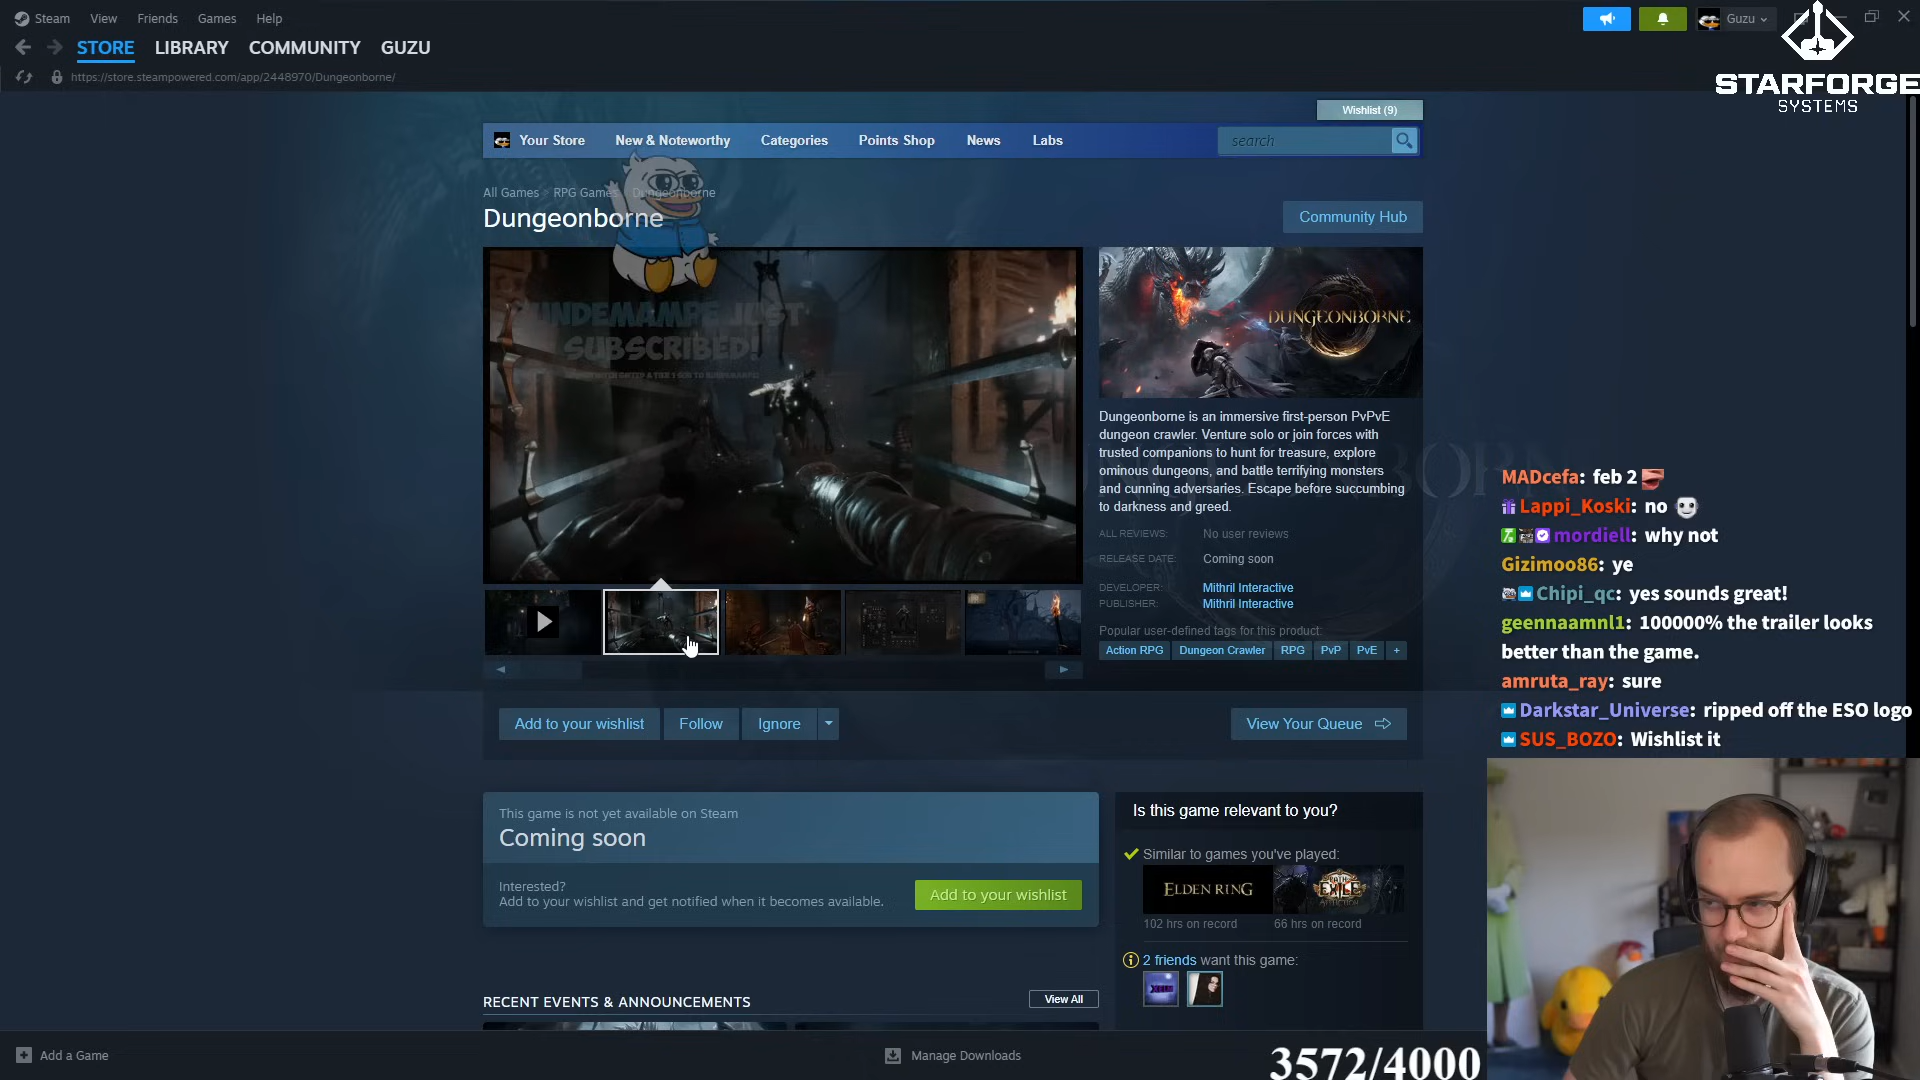 Steam View Friends Games Help
Guzu
STORE LIBRARY COMMUNITY GUZU
https://store.steampowered.com/app/2448970/Dungeonborne/
STARFORGE
SYSTEMS
Wishlist (9)
Your Store New & Noteworthy Categories Points Shop News Labs
search
All Games RPG Games Dungeonborne
Dungeonborne
Community Hub
JUST
SUBSCRIBED!
DUNGEONBORNE
Dungeonborne is an immersive first-person PvPvE
dungeon crawler. Venture solo or join forces with
trusted companions to hunt for treasure, explore
ominous dungeons, and battle terrifying monsters
and cunning adversaries. Escape before succumbing
to darkness and greed.
ALL REVIEWS: No user reviews
RELEASE DATE: Coming soon
DEVELOPER: Mithril Interactive
PUBLISHER: Mithril Interactive
Popular user-defined tags for this product:
Action RPG Dungeon Crawler RPG PvP PvE +
Add to your wishlist Follow Ignore
View Your Queue
This game is not yet available on Steam
Coming soon
Interested?
Add to your wishlist and get notified when it becomes available.
Add to your wishlist
Is this game relevant to you?
Similar to games you've played:
ELDEN RING
PATH OF EXILE
102 hrs on record 66 hrs on record
2 friends want this game:
RECENT EVENTS & ANNOUNCEMENTS
View All
MADcefa: feb 2
Lappi_Koski: no
mordiell: why not
Gizimoo86: ye
Chipi_qc: yes sounds great!
geennaamnl1: 100000% the trailer looks
better than the game.
amruta_ray: sure
Darkstar_Universe: ripped off the ESO logo
SUS_BOZO: Wishlist it
Add a Game
Manage Downloads
3572/4000